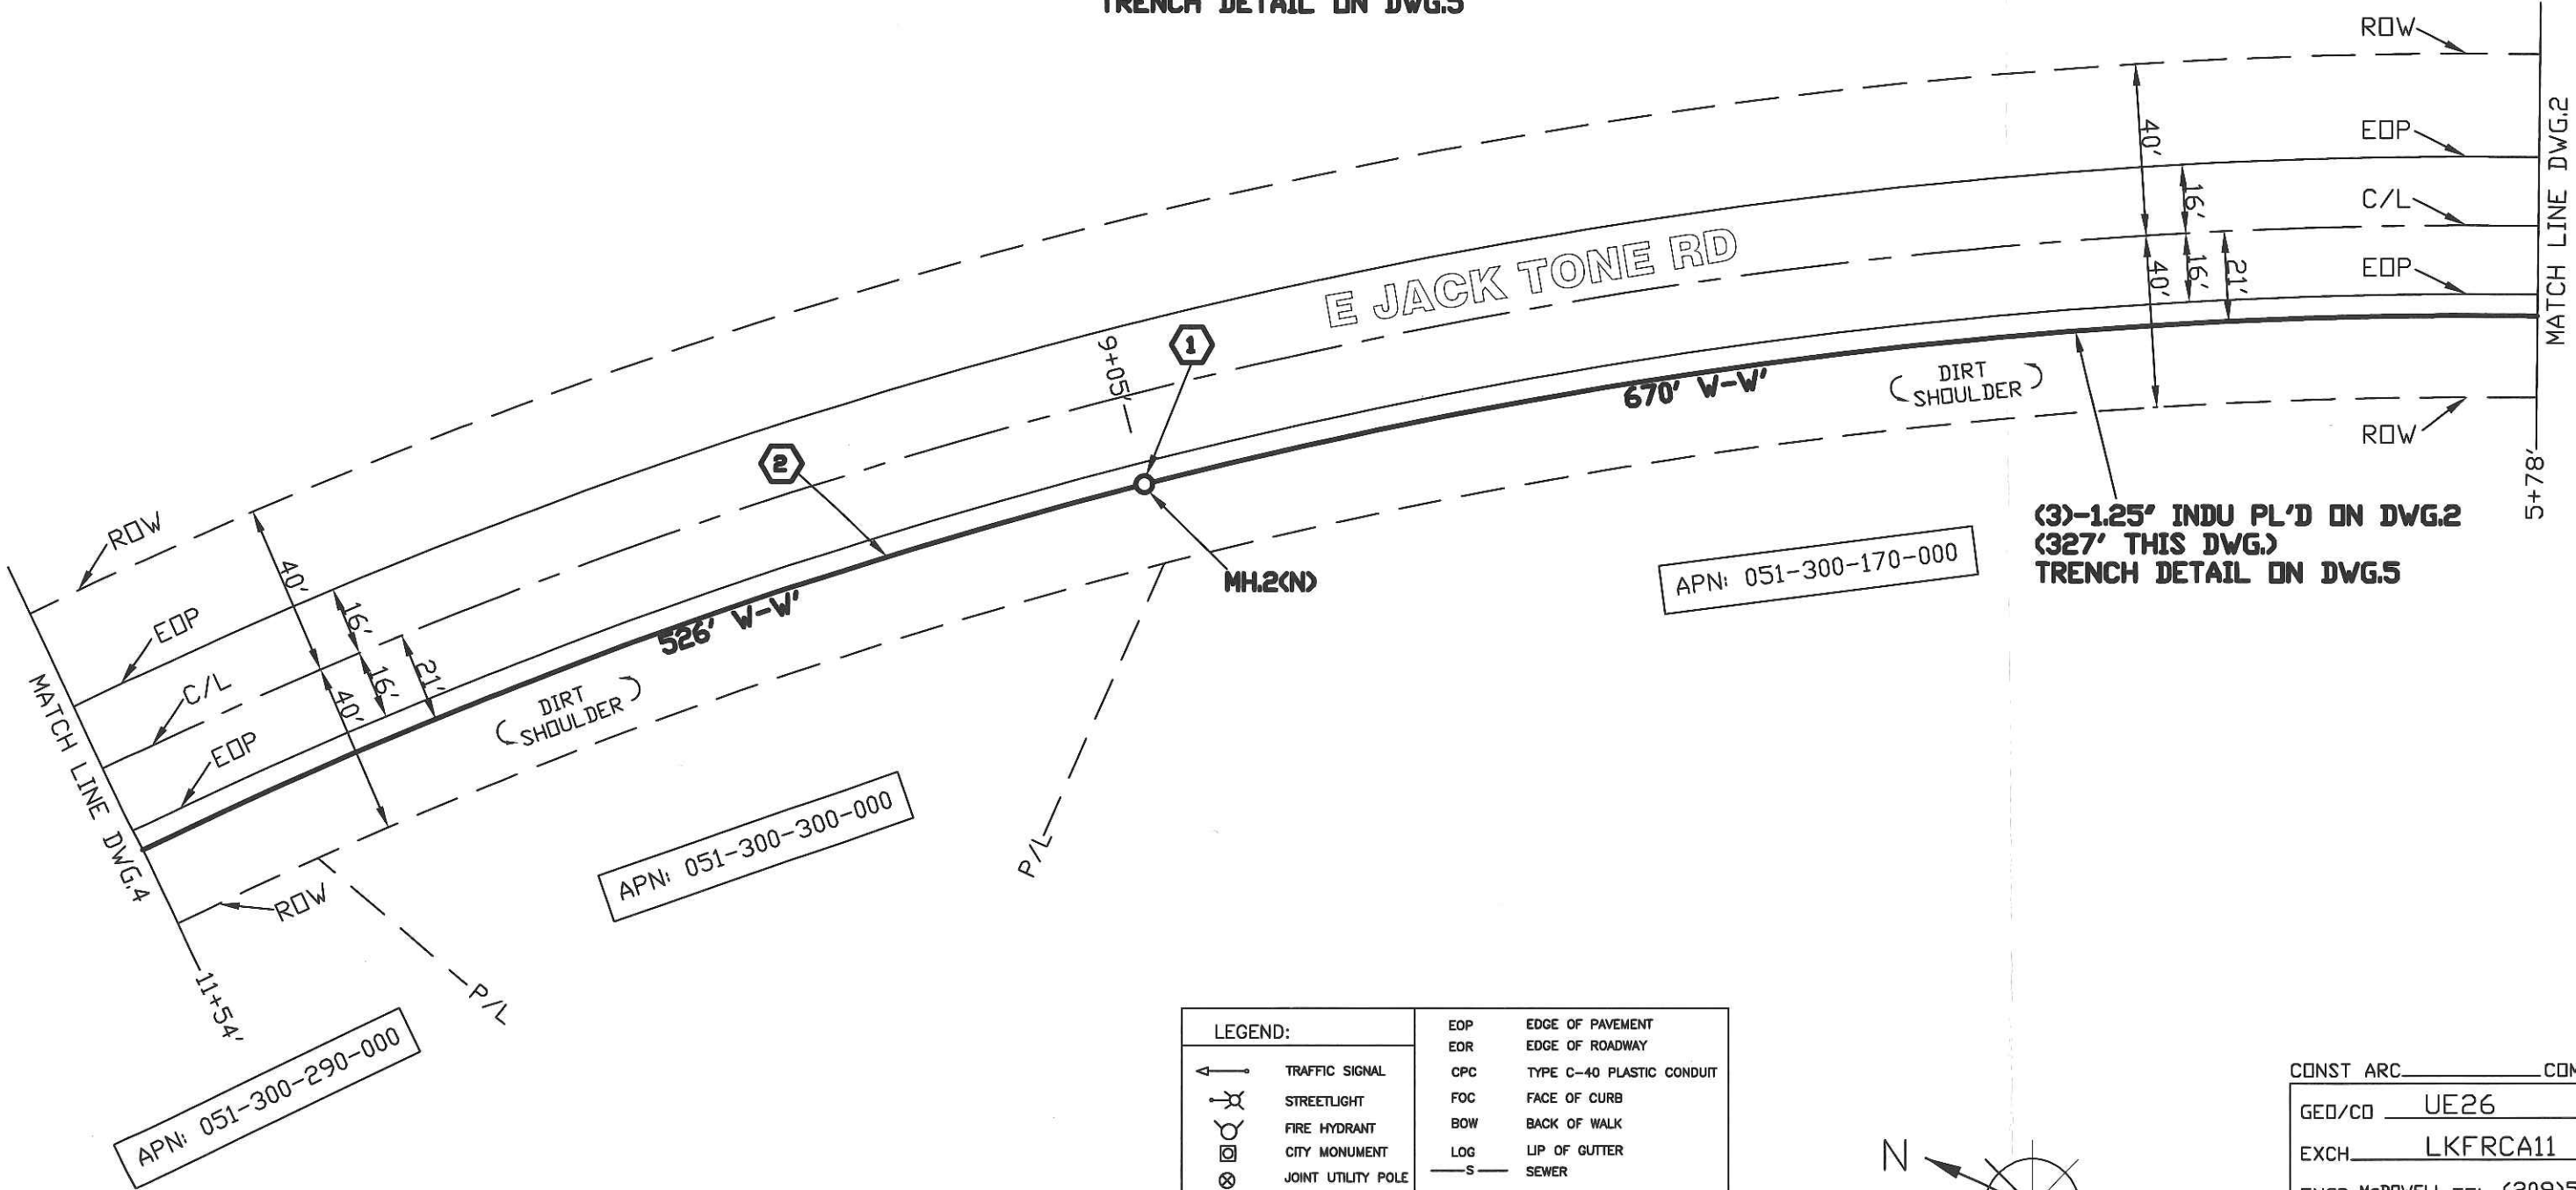 TRENCH DETAIL ON DWG.5
ROW
EOP
C/L
EOP
ROW
MATCH LINE DWG.2
5+78'
40'
16'
40'
16'
21'
E JACK TONE RD
9+05'
1
2
670' W-W'
DIRT
SHOULDER
(3)-1.25" INDU PL'D ON DWG.2
(327' THIS DWG.)
TRENCH DETAIL ON DWG.5
MH.2(N)
APN: 051-300-170-000
526' W-W'
ROW
EOP
C/L
EOP
ROW
40'
16'
16'
40'
21'
DIRT
SHOULDER
MATCH LINE DWG.4
11+54'
P/L
P/L
APN: 051-300-300-000
APN: 051-300-290-000
LEGEND:
TRAFFIC SIGNAL
STREETLIGHT
FIRE HYDRANT
CITY MONUMENT
JOINT UTILITY POLE
EOP EDGE OF PAVEMENT
EOR EDGE OF ROADWAY
CPC TYPE C-40 PLASTIC CONDUIT
FOC FACE OF CURB
BOW BACK OF WALK
LOG LIP OF GUTTER
S SEWER
N
CONST ARC
GEO/CO UE26
EXCH LKFRCA11